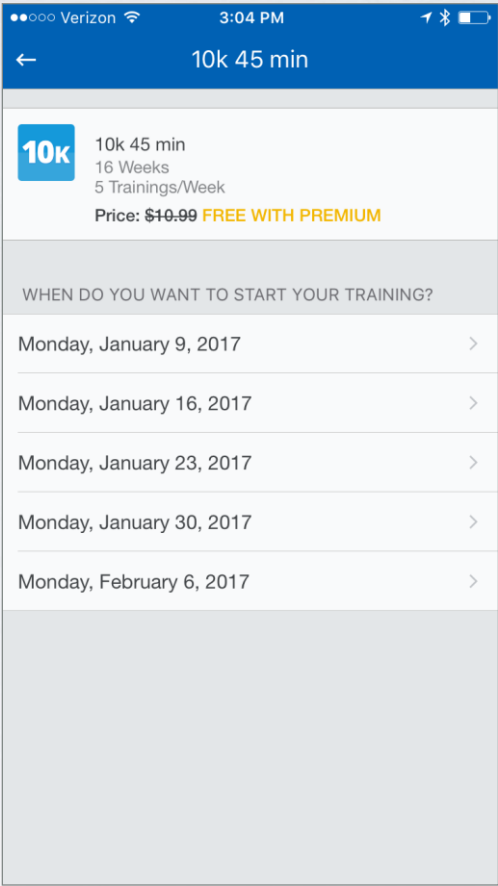 Verizon 3:04 PM
10k 45 min
10K
10k 45 min
16 Weeks
5 Trainings/Week
Price: $10.99 FREE WITH PREMIUM
WHEN DO YOU WANT TO START YOUR TRAINING?
Monday, January 9, 2017
Monday, January 16, 2017
Monday, January 23, 2017
Monday, January 30, 2017
Monday, February 6, 2017